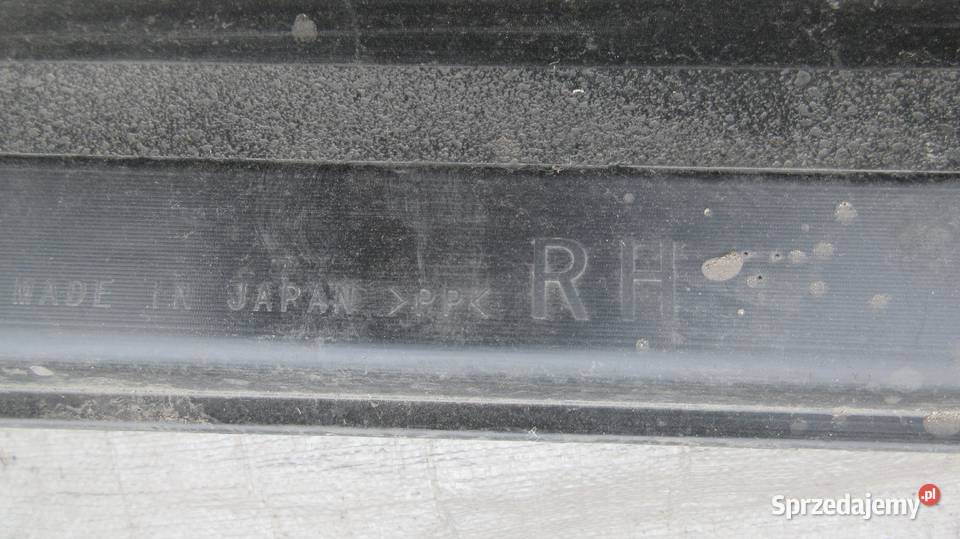 MADE IN JAPAN >PP< RH
Sprzedajemy.pl